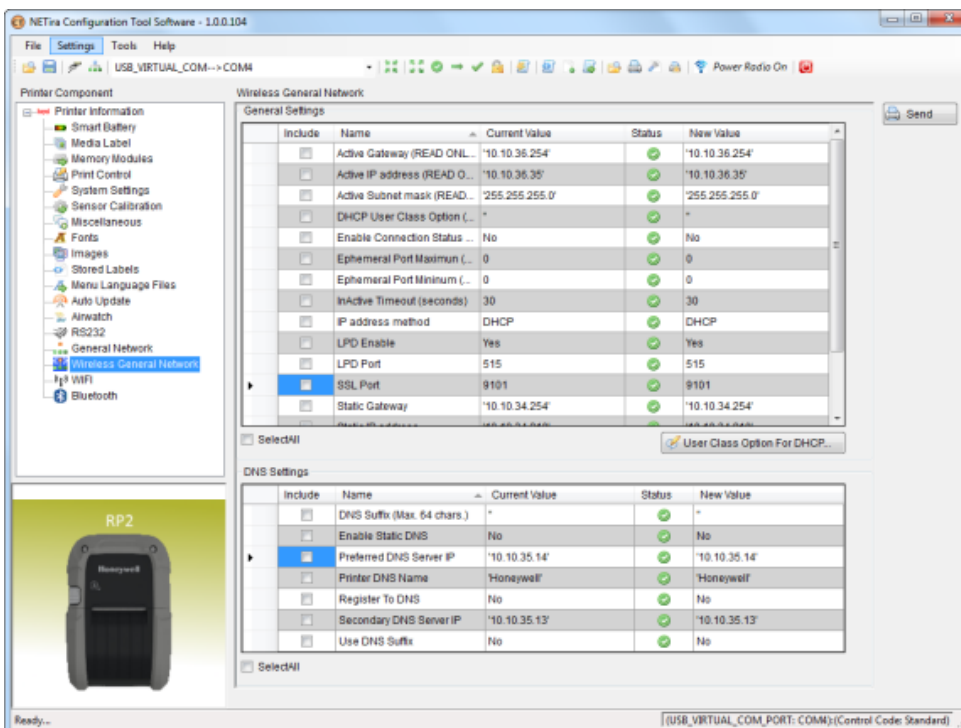 NETira Configuration Tool Software - 1.0.0.104
File Settings Tools Help
USB_VIRTUAL_COM-->COM4 Power Radio On
Printer Component
Printer Information
Smart Battery
Media Label
Memory Modules
Print Control
System Settings
Sensor Calibration
Miscellaneous
Fonts
Images
Stored Labels
Menu Language Files
Auto Update
Airwatch
RS232
General Network
Wireless General Network
WIFI
Bluetooth
RP2
Honeywell
Wireless General Network
General Settings
Include Name Current Value Status New Value
Active Gateway (READ ONL... '10.10.36.254' '10.10.36.254'
Active IP address (READ O... '10.10.36.35' '10.10.36.35'
Active Subnet mask (READ... '255.255.255.0' '255.255.255.0'
DHCP User Class Option (... '' ''
Enable Connection Status ... No No
Ephemeral Port Maximun (... 0 0
Ephemeral Port Mininum (... 0 0
InActive Timeout (seconds) 30 30
IP address method DHCP DHCP
LPD Enable Yes Yes
LPD Port 515 515
SSL Port 9101 9101
Static Gateway '10.10.34.254' '10.10.34.254'
SelectAll
User Class Option For DHCP...
DNS Settings
Include Name Current Value Status New Value
DNS Suffix (Max. 64 chars.) '' ''
Enable Static DNS No No
Preferred DNS Server IP '10.10.35.14' '10.10.35.14'
Printer DNS Name 'Honeywell' 'Honeywell'
Register To DNS No No
Secondary DNS Server IP '10.10.35.13' '10.10.35.13'
Use DNS Suffix No No
SelectAll
Send
Ready... (USB_VIRTUAL_COM_PORT: COM4):(Control Code: Standard)